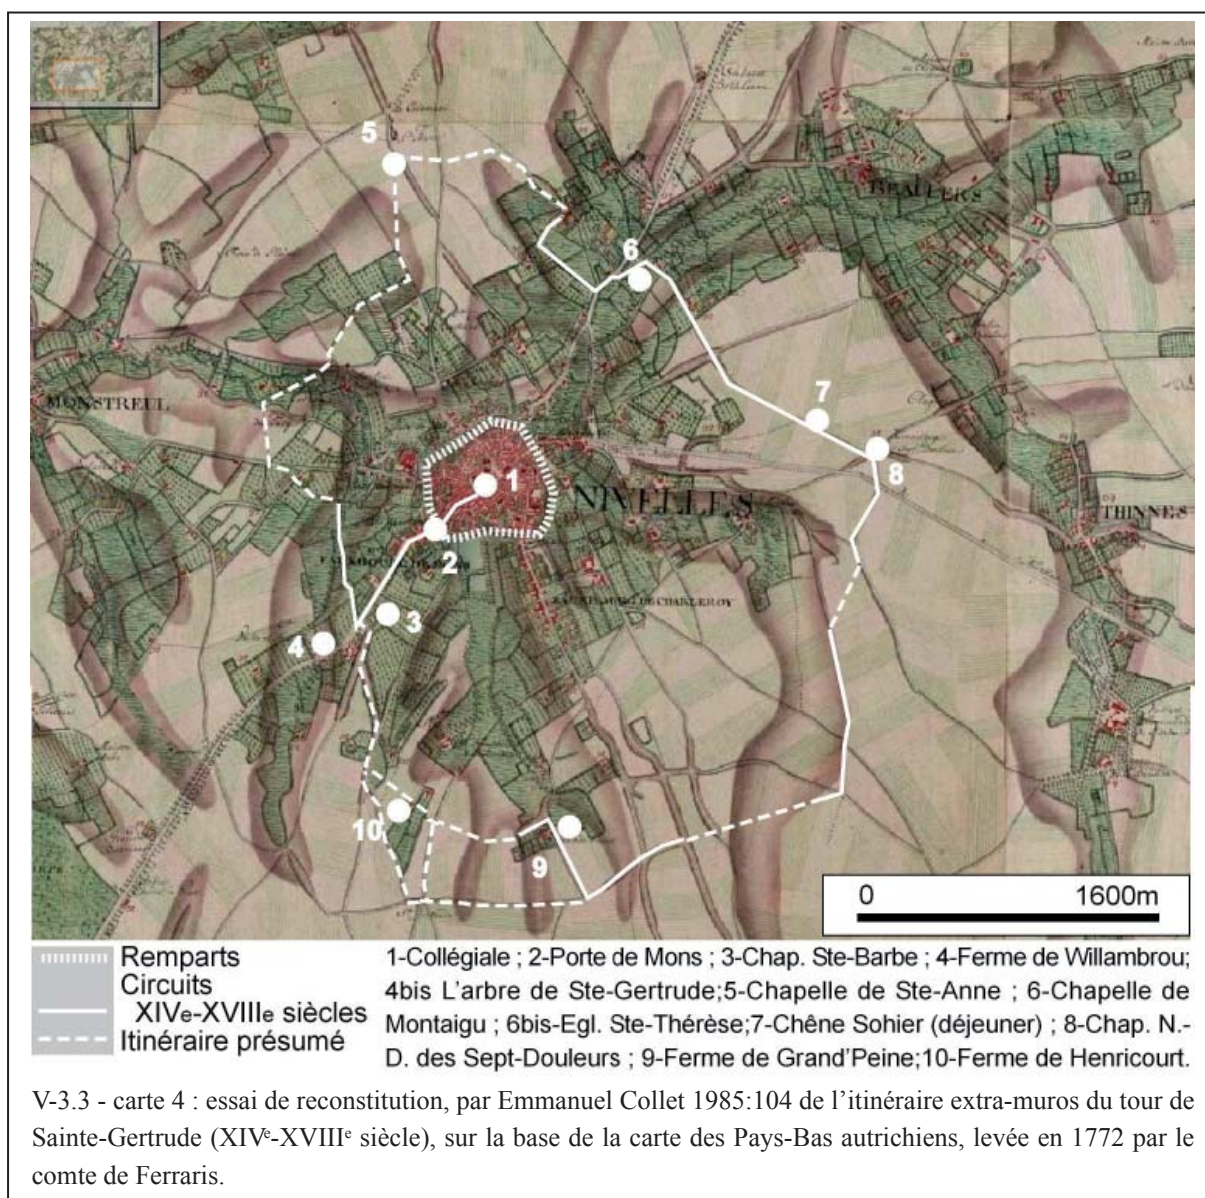 5
6
BEAULERS
7
MONSTREUL
8
1
NIVELLES
THINNES
2
FAUXBOURG DE CHARLEROY
3
4
10
9
0 1600m
Remparts
Circuits
XIVe-XVIIIe siècles
Itinéraire présumé
1-Collégiale ; 2-Porte de Mons ; 3-Chap. Ste-Barbe ; 4-Ferme de Willambrou;
4bis L'arbre de Ste-Gertrude;5-Chapelle de Ste-Anne ; 6-Chapelle de
Montaigu ; 6bis-Egl. Ste-Thérèse;7-Chêne Sohier (déjeuner) ; 8-Chap. N.-
D. des Sept-Douleurs ; 9-Ferme de Grand'Peine;10-Ferme de Henricourt.
V-3.3 - carte 4 : essai de reconstitution, par Emmanuel Collet 1985:104 de l’itinéraire extra-muros du tour de
Sainte-Gertrude (XIVe-XVIIIe siècle), sur la base de la carte des Pays-Bas autrichiens, levée en 1772 par le
comte de Ferraris.